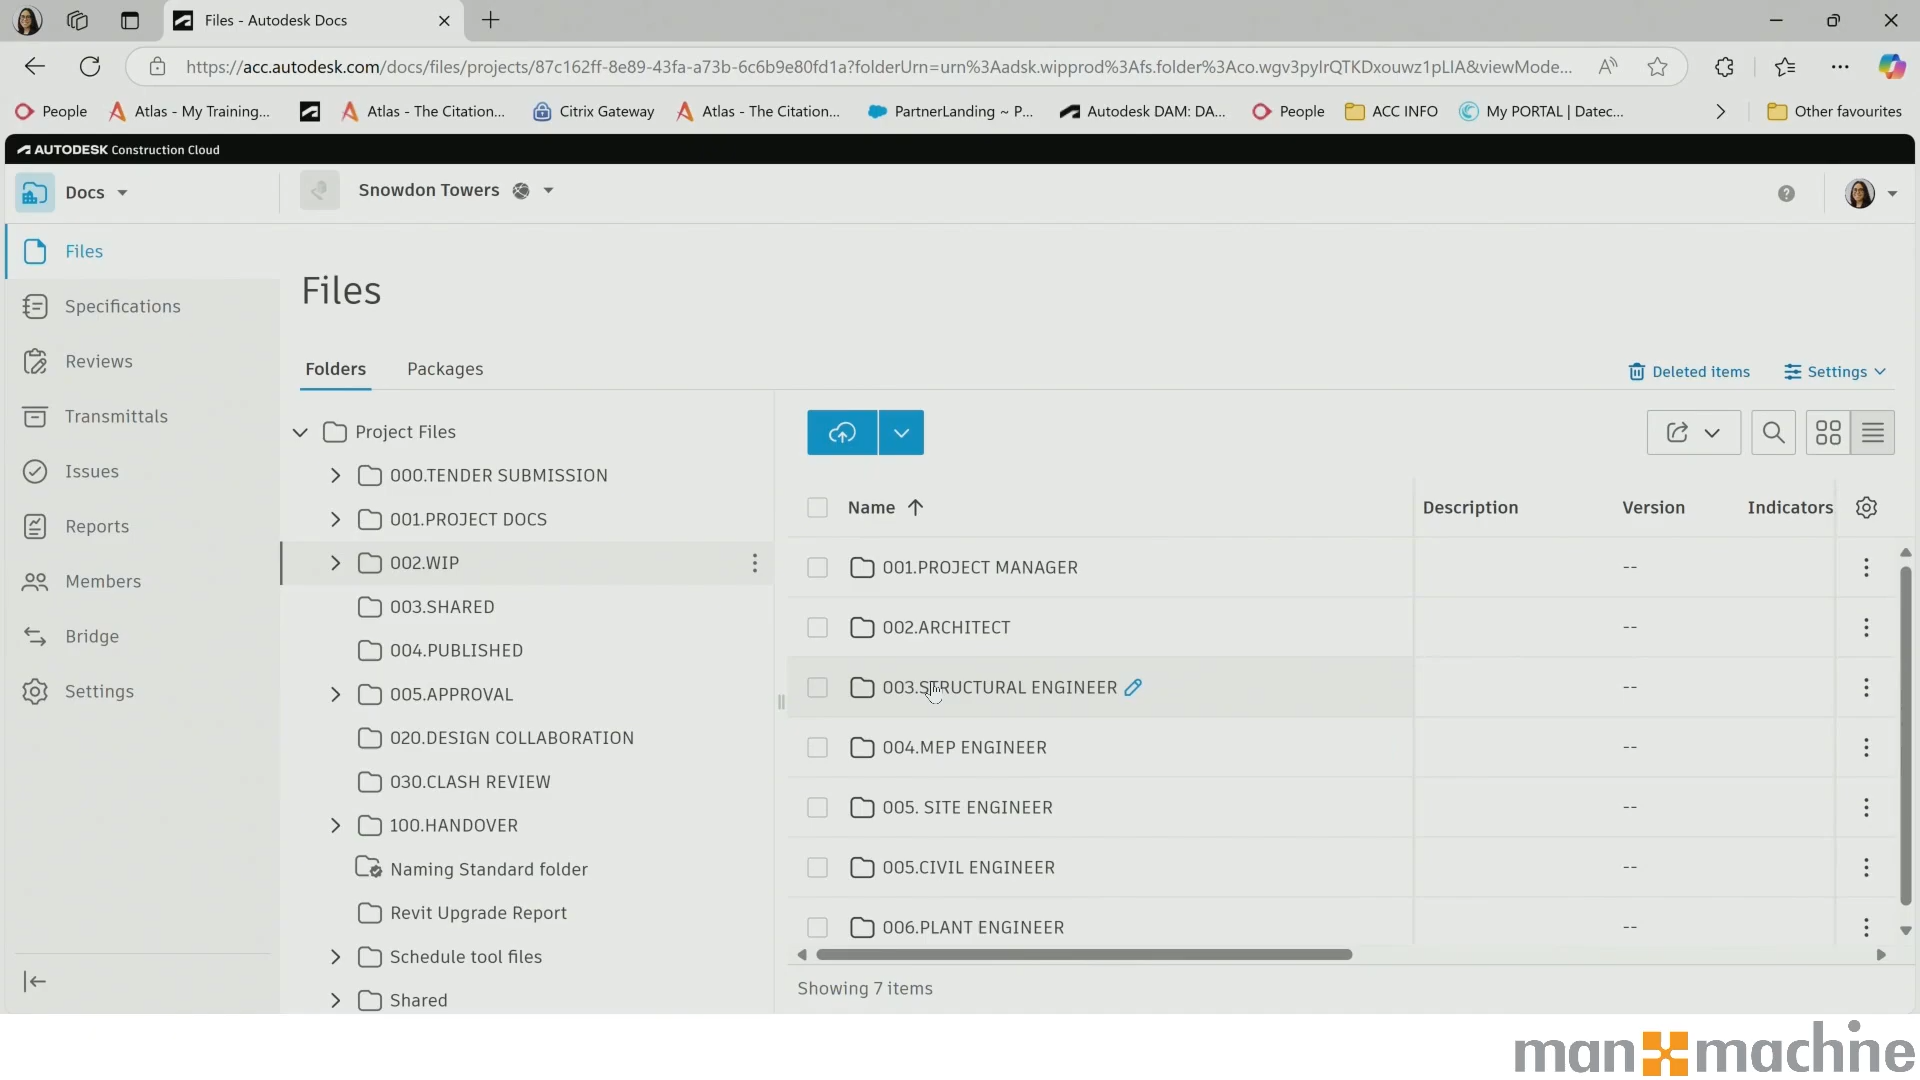 Files - Autodesk Docs
https://acc.autodesk.com/docs/files/projects/87c162ff-8e89-43fa-a73b-6c6b9e80fd1a?folderUrn=urn%3Aadsk.wipprod%3Afs.folder%3Aco.wgv3pyIrQTKDxouwz1pLIA&viewMode...
People Atlas - My Training... Atlas - The Citation... Citrix Gateway Atlas - The Citation... PartnerLanding ~ P... Autodesk DAM: DA... People ACC INFO My PORTAL | Datec... Other favourites
AUTODESK Construction Cloud
Docs
Snowdon Towers
Files
Specifications
Reviews
Transmittals
Issues
Reports
Members
Bridge
Settings
Files
Folders Packages
Deleted items Settings
Project Files
000.TENDER SUBMISSION
001.PROJECT DOCS
002.WIP
003.SHARED
004.PUBLISHED
005.APPROVAL
020.DESIGN COLLABORATION
030.CLASH REVIEW
100.HANDOVER
Naming Standard folder
Revit Upgrade Report
Schedule tool files
Shared
Name Description Version Indicators
001.PROJECT MANAGER --
002.ARCHITECT --
003.STRUCTURAL ENGINEER --
004.MEP ENGINEER --
005. SITE ENGINEER --
005.CIVIL ENGINEER --
006.PLANT ENGINEER --
Showing 7 items
man machine